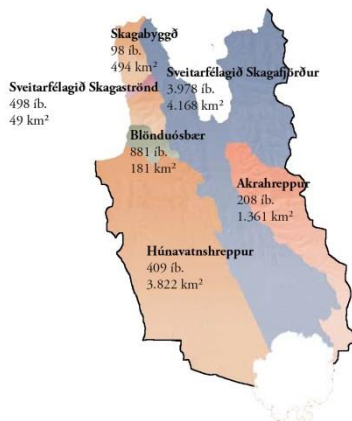 Skagabyggð
98 íb.
494 km²
Sveitarfélagið Skagafjörður
3.978 íb.
4.168 km²
Sveitarfélagið Skagaströnd
498 íb.
49 km²
Blönduósbær
881 íb.
181 km²
Akrahreppur
208 íb.
1.361 km²
Húnavatnshreppur
409 íb.
3.822 km²